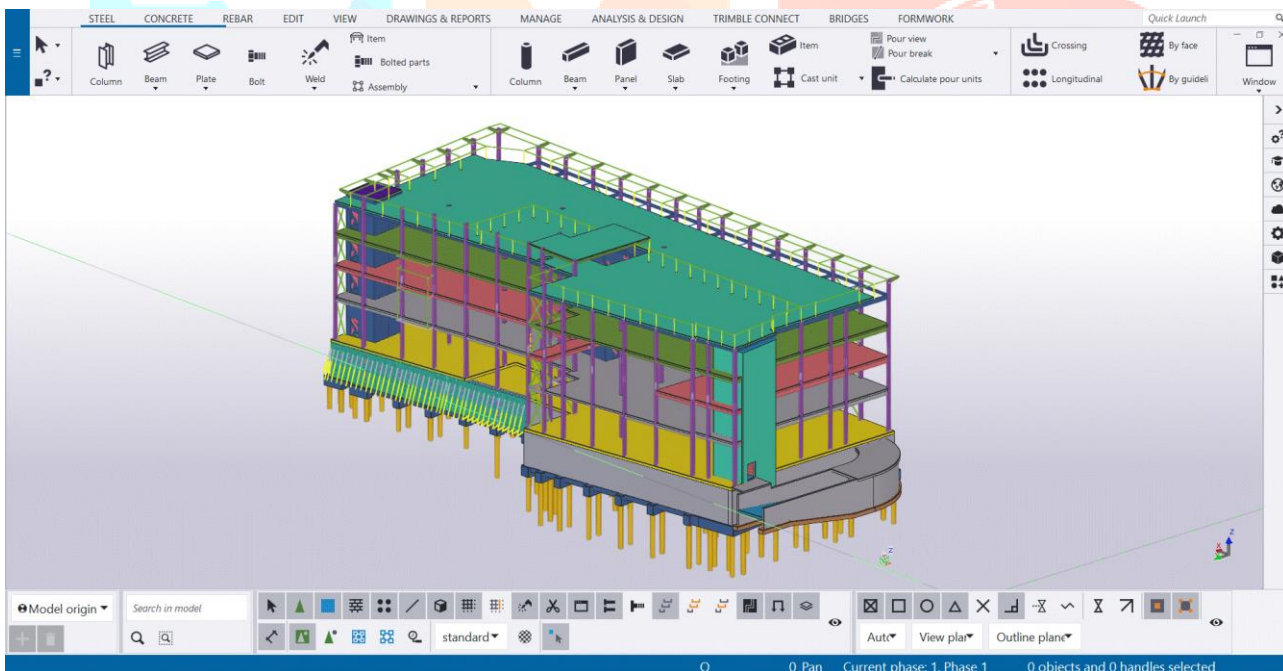 STEEL CONCRETE REBAR EDIT VIEW DRAWINGS & REPORTS MANAGE ANALYSIS & DESIGN TRIMBLE CONNECT BRIDGES FORMWORK Quick Launch
Item Item Pour view Crossing By face
Bolted parts Pour break
Column Beam Plate Bolt Weld Assembly Column Beam Panel Slab Footing Cast unit Calculate pour units Longitudinal By guideli Window
Z
Z
X
Model origin Search in model
standard Auto View plar Outline plane
0 Pan Current phase: 1, Phase 1 0 objects and 0 handles selected